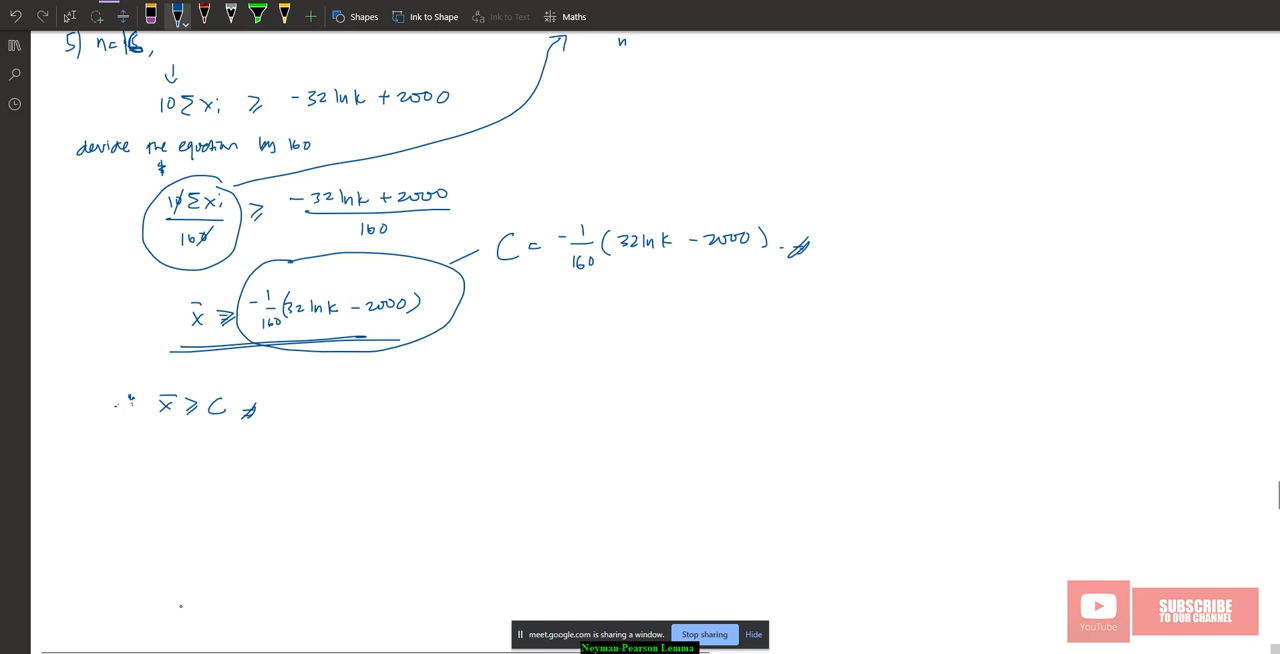 Shapes Ink to Shape Ink to Text Maths
5) n=16,
n
10 Σxi ≥ -32 ln k + 2000
devide the equation by 160
10 Σxi / 160 ≥ -32 ln k + 2000 / 160
C = -1/160 (32 ln k - 2000)
x̄ ≥ -1/160 (32 ln k - 2000)
∴ x̄ ≥ C
YouTube
SUBSCRIBE
TO OUR CHANNEL
meet.google.com is sharing a window. Stop sharing Hide
Neyman-Pearson Lemma